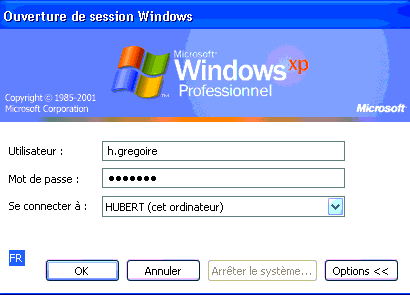 Ouverture de session Windows
Microsoft®
Windows xp
Professionnel
Copyright © 1985-2001
Microsoft Corporation
Microsoft
Utilisateur :
h.gregoire
Mot de passe :
•••••••
Se connecter à :
HUBERT (cet ordinateur)
FR
OK
Annuler
Arrêter le système...
Options <<